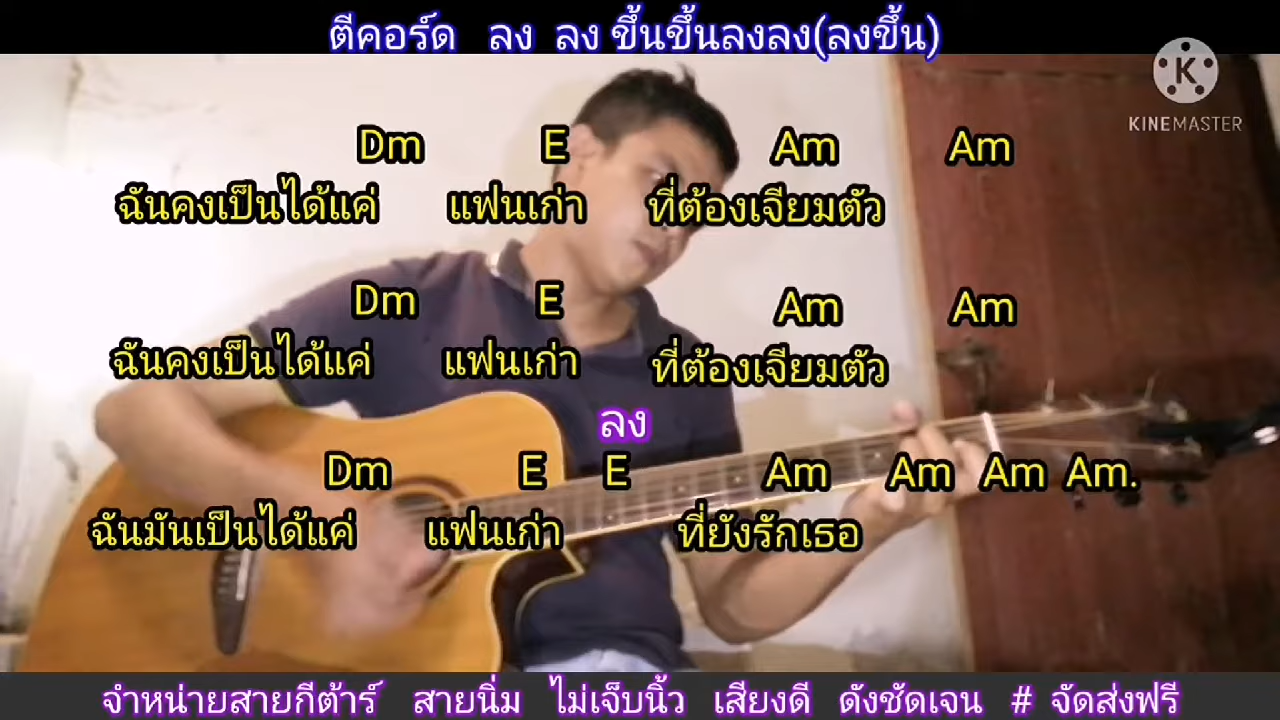 ตีคอร์ด ลง ลง ขึ้นขึ้นลงลง(ลงขึ้น)
KINEMASTER
Dm E Am Am
ฉันคงเป็นได้แค่ แฟนเก่า ที่ต้องเจียมตัว
Dm E Am Am
ฉันคงเป็นได้แค่ แฟนเก่า ที่ต้องเจียมตัว
ลง
Dm E E Am Am Am Am.
ฉันมันเป็นได้แค่ แฟนเก่า ที่ยังรักเธอ
จำหน่ายสายกีต้าร์ สายนิ่ม ไม่เจ็บนิ้ว เสียงดี ดังชัดเจน # จัดส่งฟรี